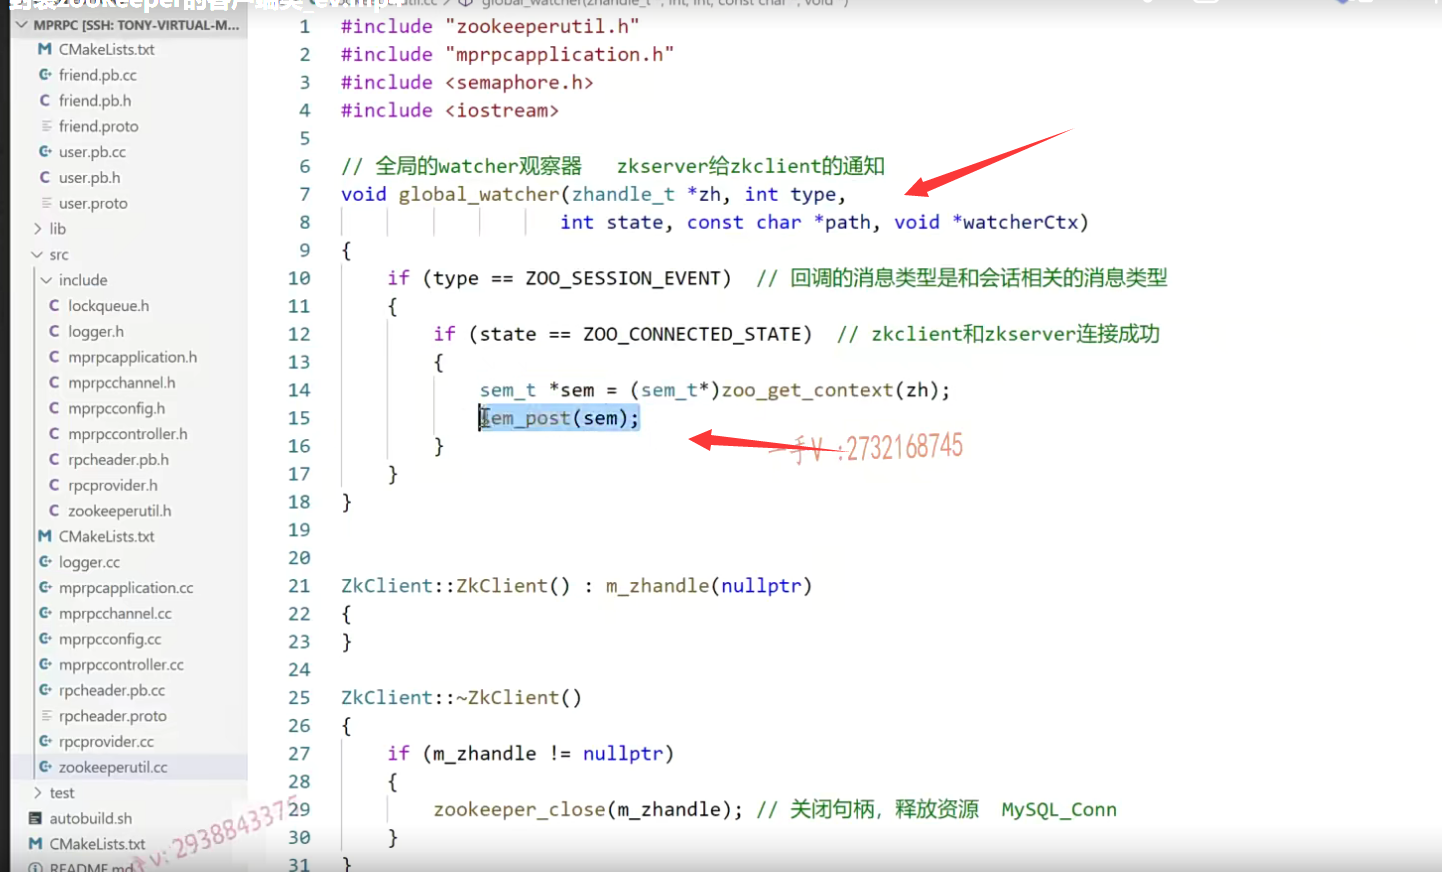 MPRPC [SSH: TONY-VIRTUAL-M...
CMakeLists.txt
friend.pb.cc
friend.pb.h
friend.proto
user.pb.cc
user.pb.h
user.proto
lib
src
include
lockqueue.h
logger.h
mprpcapplication.h
mprpcchannel.h
mprpcconfig.h
mprpccontroller.h
rpcheader.pb.h
rpcprovider.h
zookeeperutil.h
CMakeLists.txt
logger.cc
mprpcapplication.cc
mprpcchannel.cc
mprpcconfig.cc
mprpccontroller.cc
rpcheader.pb.cc
rpcheader.proto
rpcprovider.cc
zookeeperutil.cc
test
autobuild.sh
CMakeLists.txt
README.md
1 #include "zookeeperutil.h"
2 #include "mprpcapplication.h"
3 #include <semaphore.h>
4 #include <iostream>
5
6 // 全局的watcher观察器 zkserver给zkclient的通知
7 void global_watcher(zhandle_t *zh, int type,
8 int state, const char *path, void *watcherCtx)
9 {
10 if (type == ZOO_SESSION_EVENT) // 回调的消息类型是和会话相关的消息类型
11 {
12 if (state == ZOO_CONNECTED_STATE) // zkclient和zkserver连接成功
13 {
14 sem_t *sem = (sem_t*)zoo_get_context(zh);
15 sem_post(sem);
16 }
一手V :2732168745
17 }
18 }
19
20
21 ZkClient::ZkClient() : m_zhandle(nullptr)
22 {
23 }
24
25 ZkClient::~ZkClient()
26 {
27 if (m_zhandle != nullptr)
28 {
29 zookeeper_close(m_zhandle); // 关闭句柄，释放资源 MySQL_Conn
30 }
31 }
v: 2938843375